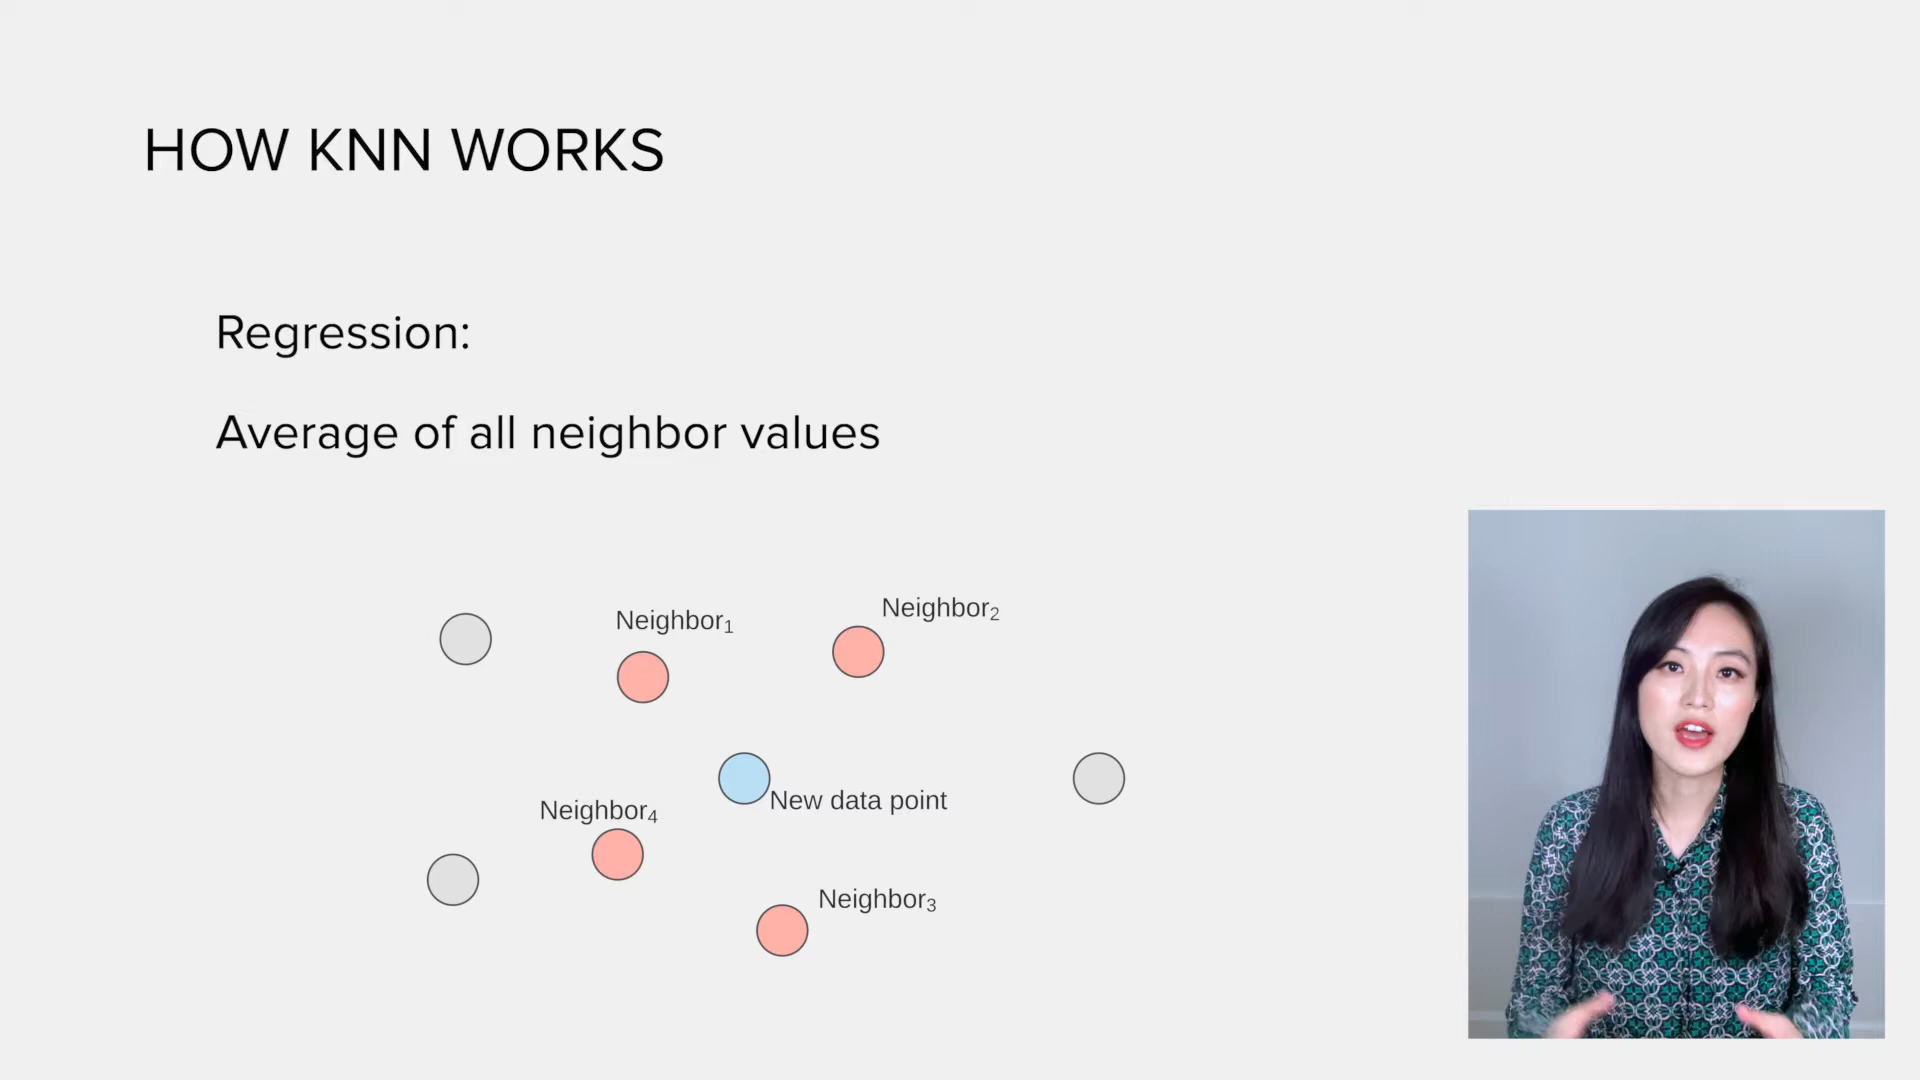 HOW KNN WORKS
Regression:
Average of all neighbor values
Neighbor₁
Neighbor₂
New data point
Neighbor₄
Neighbor₃